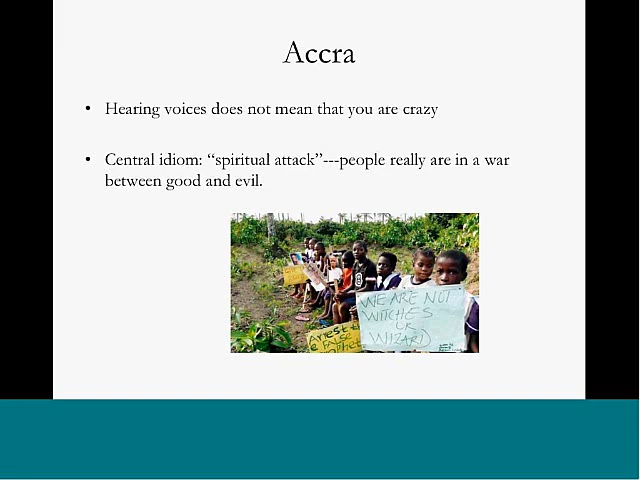 Accra
• Hearing voices does not mean that you are crazy
• Central idiom: “spiritual attack”---people really are in a war
between good and evil.
WE ARE NOT
WITCHES
OR
WIZARD
Arrest